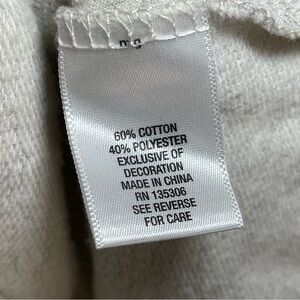 60% COTTON
40% POLYESTER
EXCLUSIVE OF
DECORATION
MADE IN CHINA
RN 135306
SEE REVERSE
FOR CARE